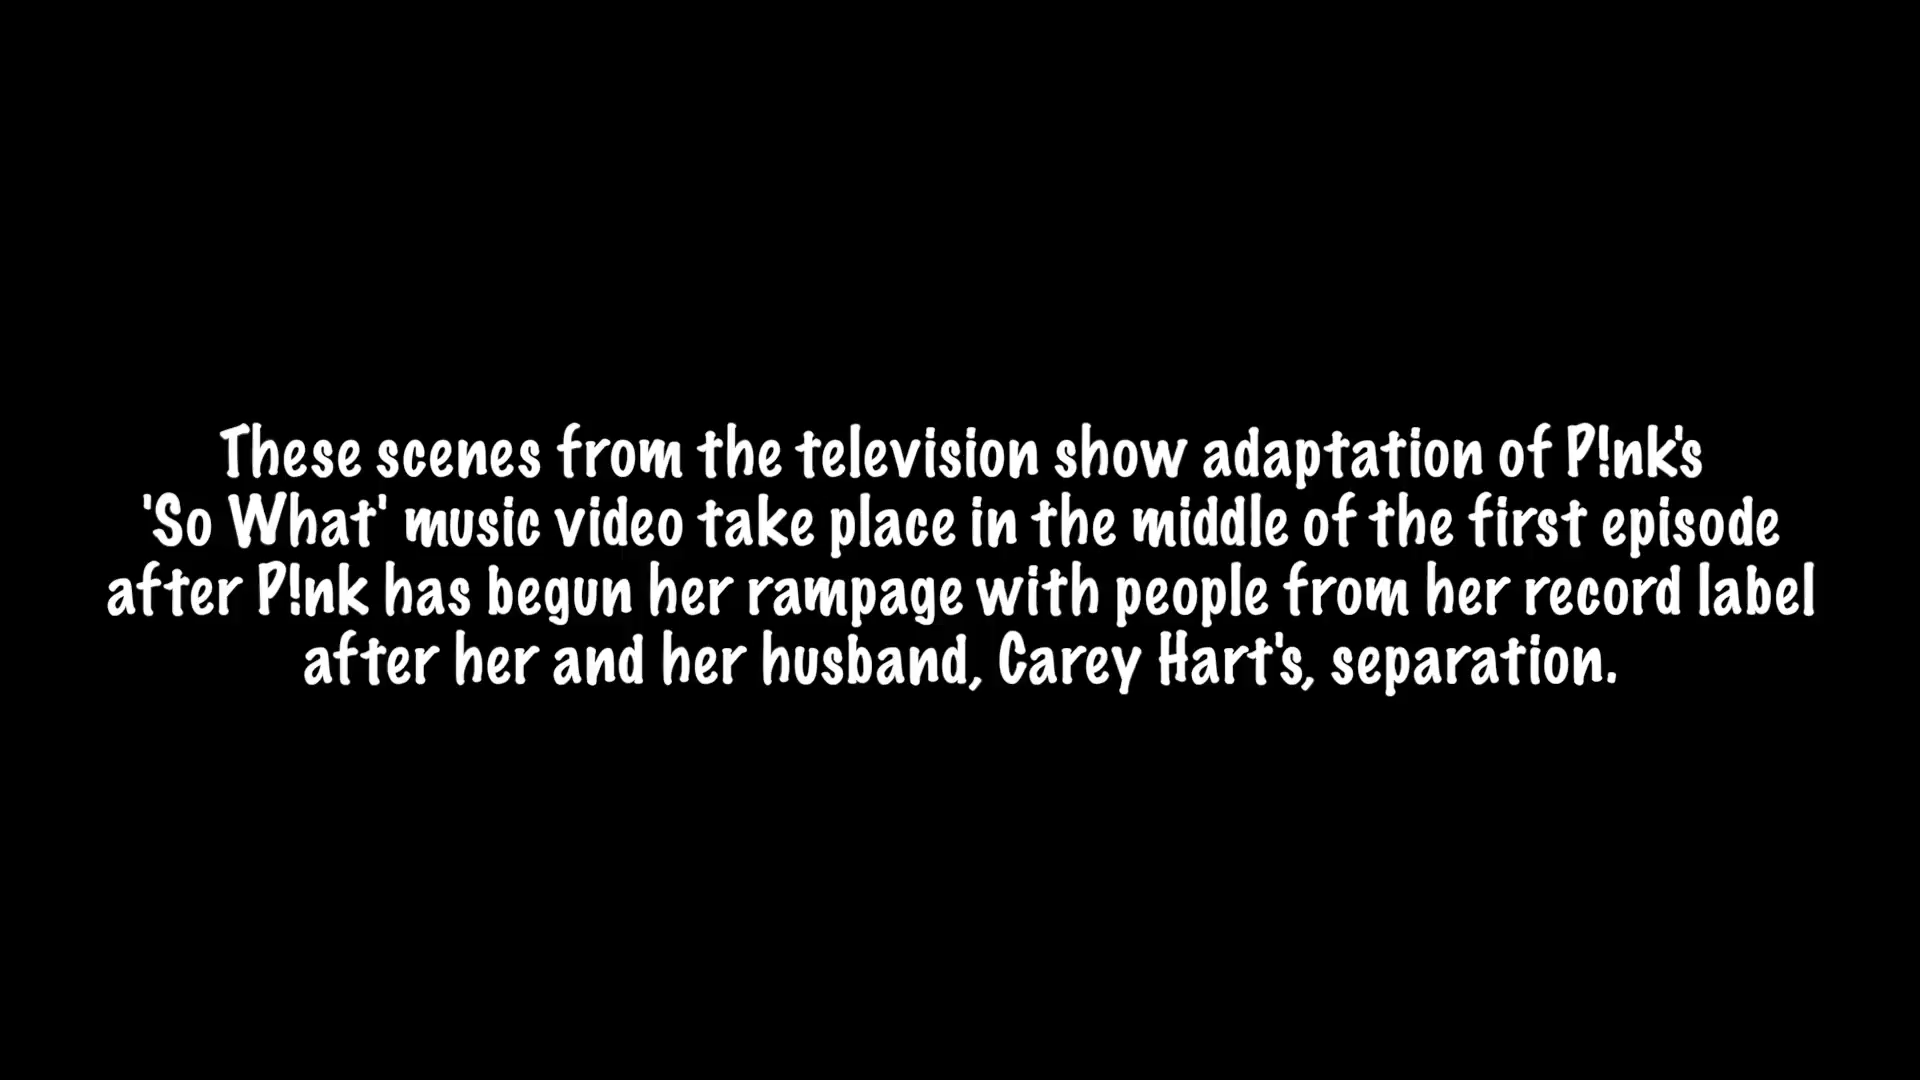 These scenes from the television show adaptation of P!nk's
'So What' music video take place in the middle of the first episode
after P!nk has begun her rampage with people from her record label
after her and her husband, Carey Hart's, separation.